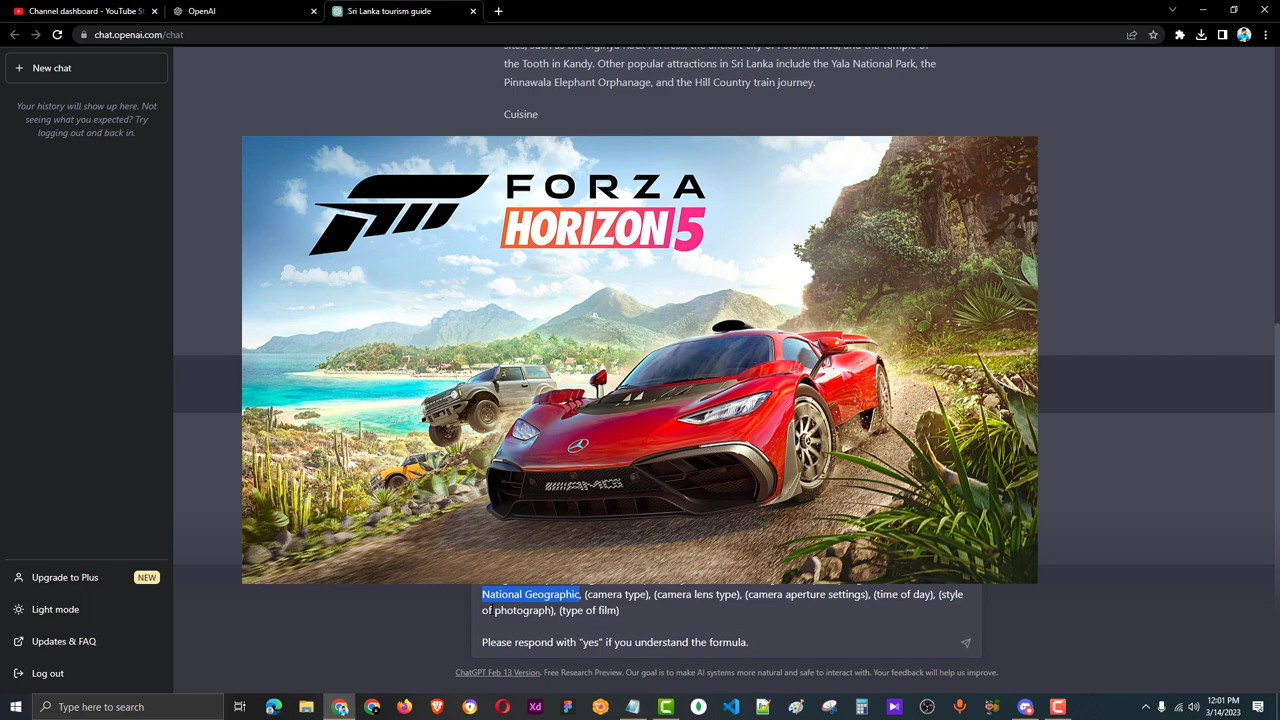 Channel dashboard - YouTube St
OpenAI
Sri Lanka tourism guide
chat.openai.com/chat
New chat
Your history will show up here. Not
seeing what you expected? Try
logging out and back in.
the Tooth in Kandy. Other popular attractions in Sri Lanka include the Yala National Park, the
Pinnawala Elephant Orphanage, and the Hill Country train journey.
Cuisine
FORZA
HORIZON 5
AMG
National Geographic, (camera type), (camera lens type), (camera aperture settings), (time of day), (style
of photograph), (type of film)
Please respond with "yes" if you understand the formula.
ChatGPT Feb 13 Version. Free Research Preview. Our goal is to make AI systems more natural and safe to interact with. Your feedback will help us improve.
Upgrade to Plus
NEW
Light mode
Updates & FAQ
Log out
Type here to search
Xd
12:01 PM
3/14/2023